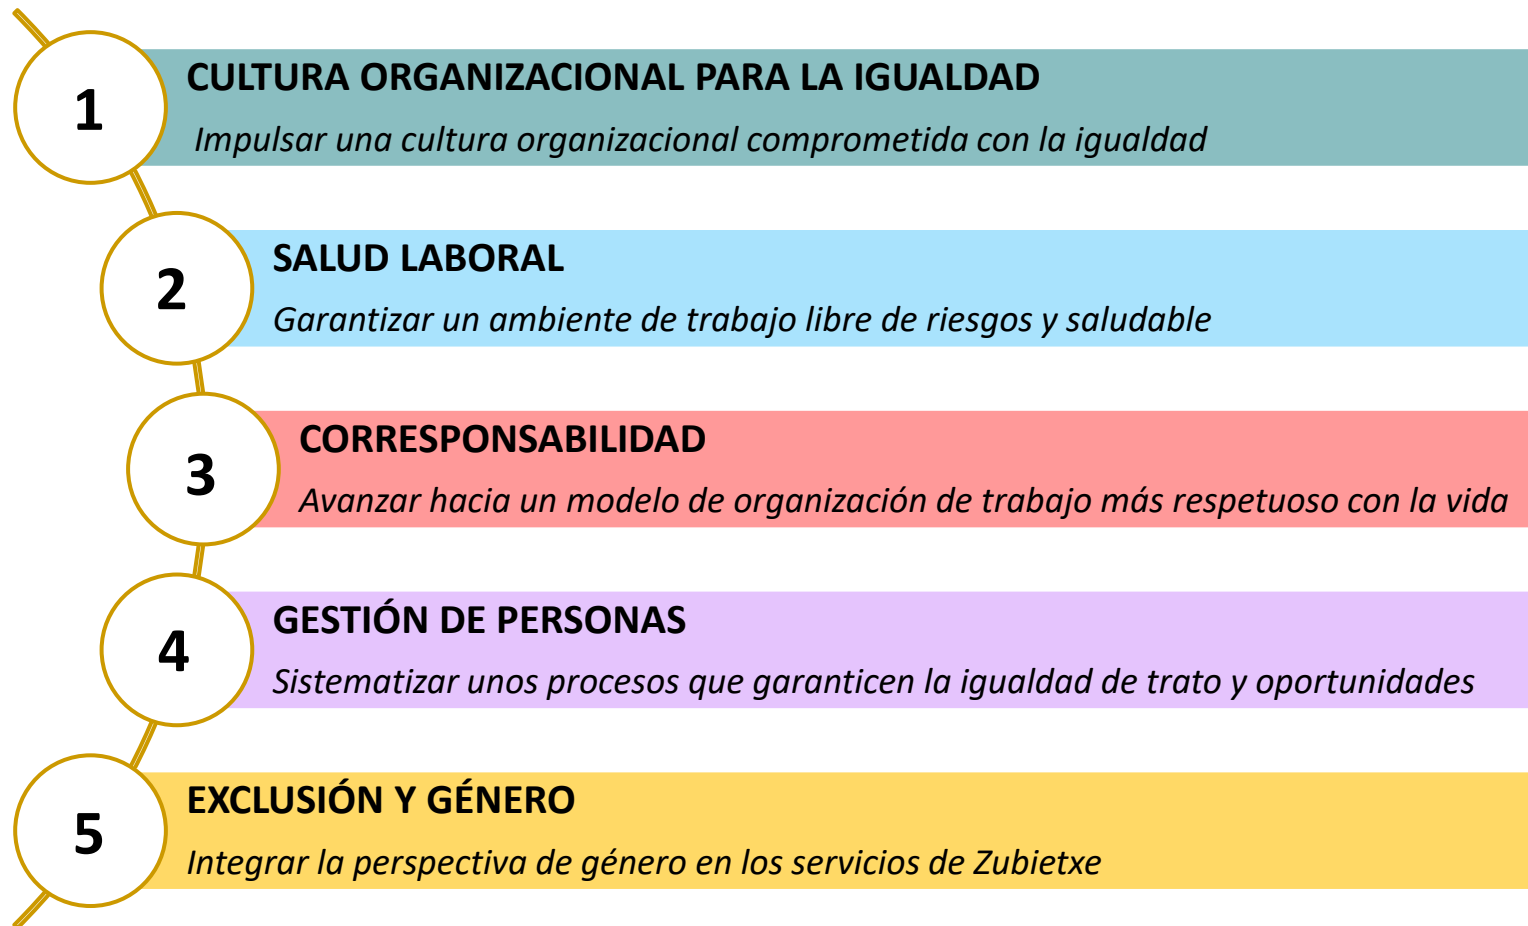 1
CULTURA ORGANIZACIONAL PARA LA IGUALDAD
Impulsar una cultura organizacional comprometida con la igualdad
2
SALUD LABORAL
Garantizar un ambiente de trabajo libre de riesgos y saludable
3
CORRESPONSABILIDAD
Avanzar hacia un modelo de organización de trabajo más respetuoso con la vida
4
GESTIÓN DE PERSONAS
Sistematizar unos procesos que garanticen la igualdad de trato y oportunidades
5
EXCLUSIÓN Y GÉNERO
Integrar la perspectiva de género en los servicios de Zubietxe